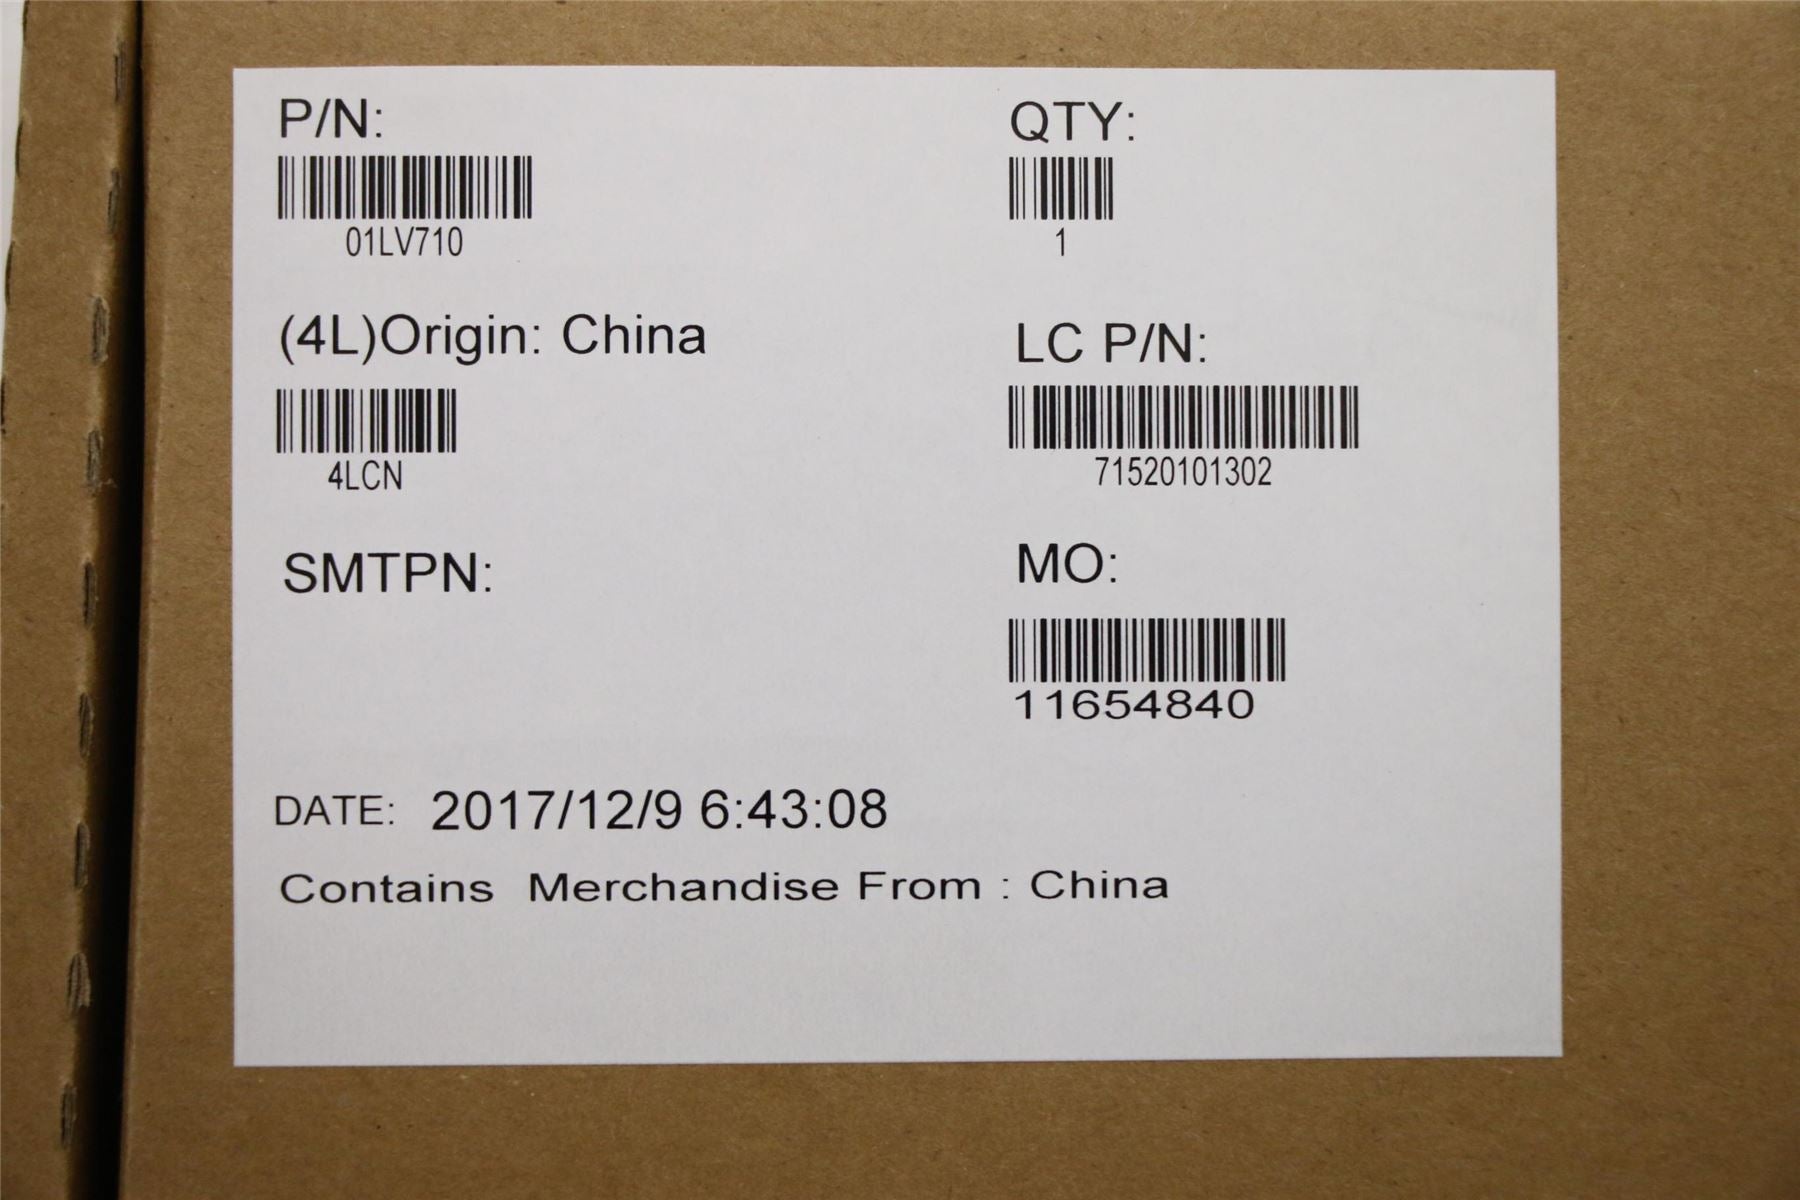 P/N:
01LV710
QTY:
1
(4L)Origin: China
4LCN
LC P/N:
71520101302
SMTPN:
MO:
11654840
DATE: 2017/12/9 6:43:08
Contains Merchandise From : China